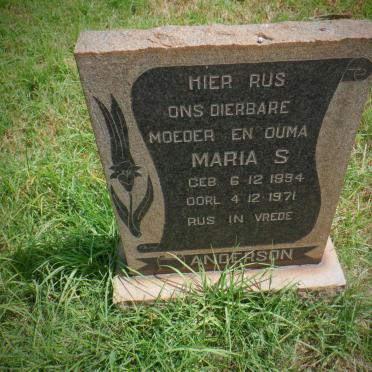 HIER RUS
ONS DIERBARE
MOEDER EN OUMA
MARIA S
GEB 6-12-1894
OORL 4-12-1971
RUS IN VREDE
ANDERSON